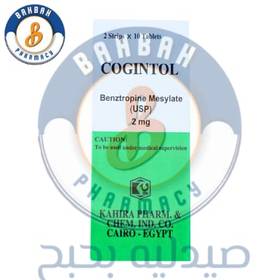 BAHBAH
PHARMACY
2 Strips × 10 Tablets
COGINTOL
Benztropine Mesylate
(USP)
2 mg
CAUTION:
To be used under medical supervision
KAHIRA PHARM. &
CHEM. IND. CO.
CAIRO - EGYPT
PHARMACY
صيدلية بحبح